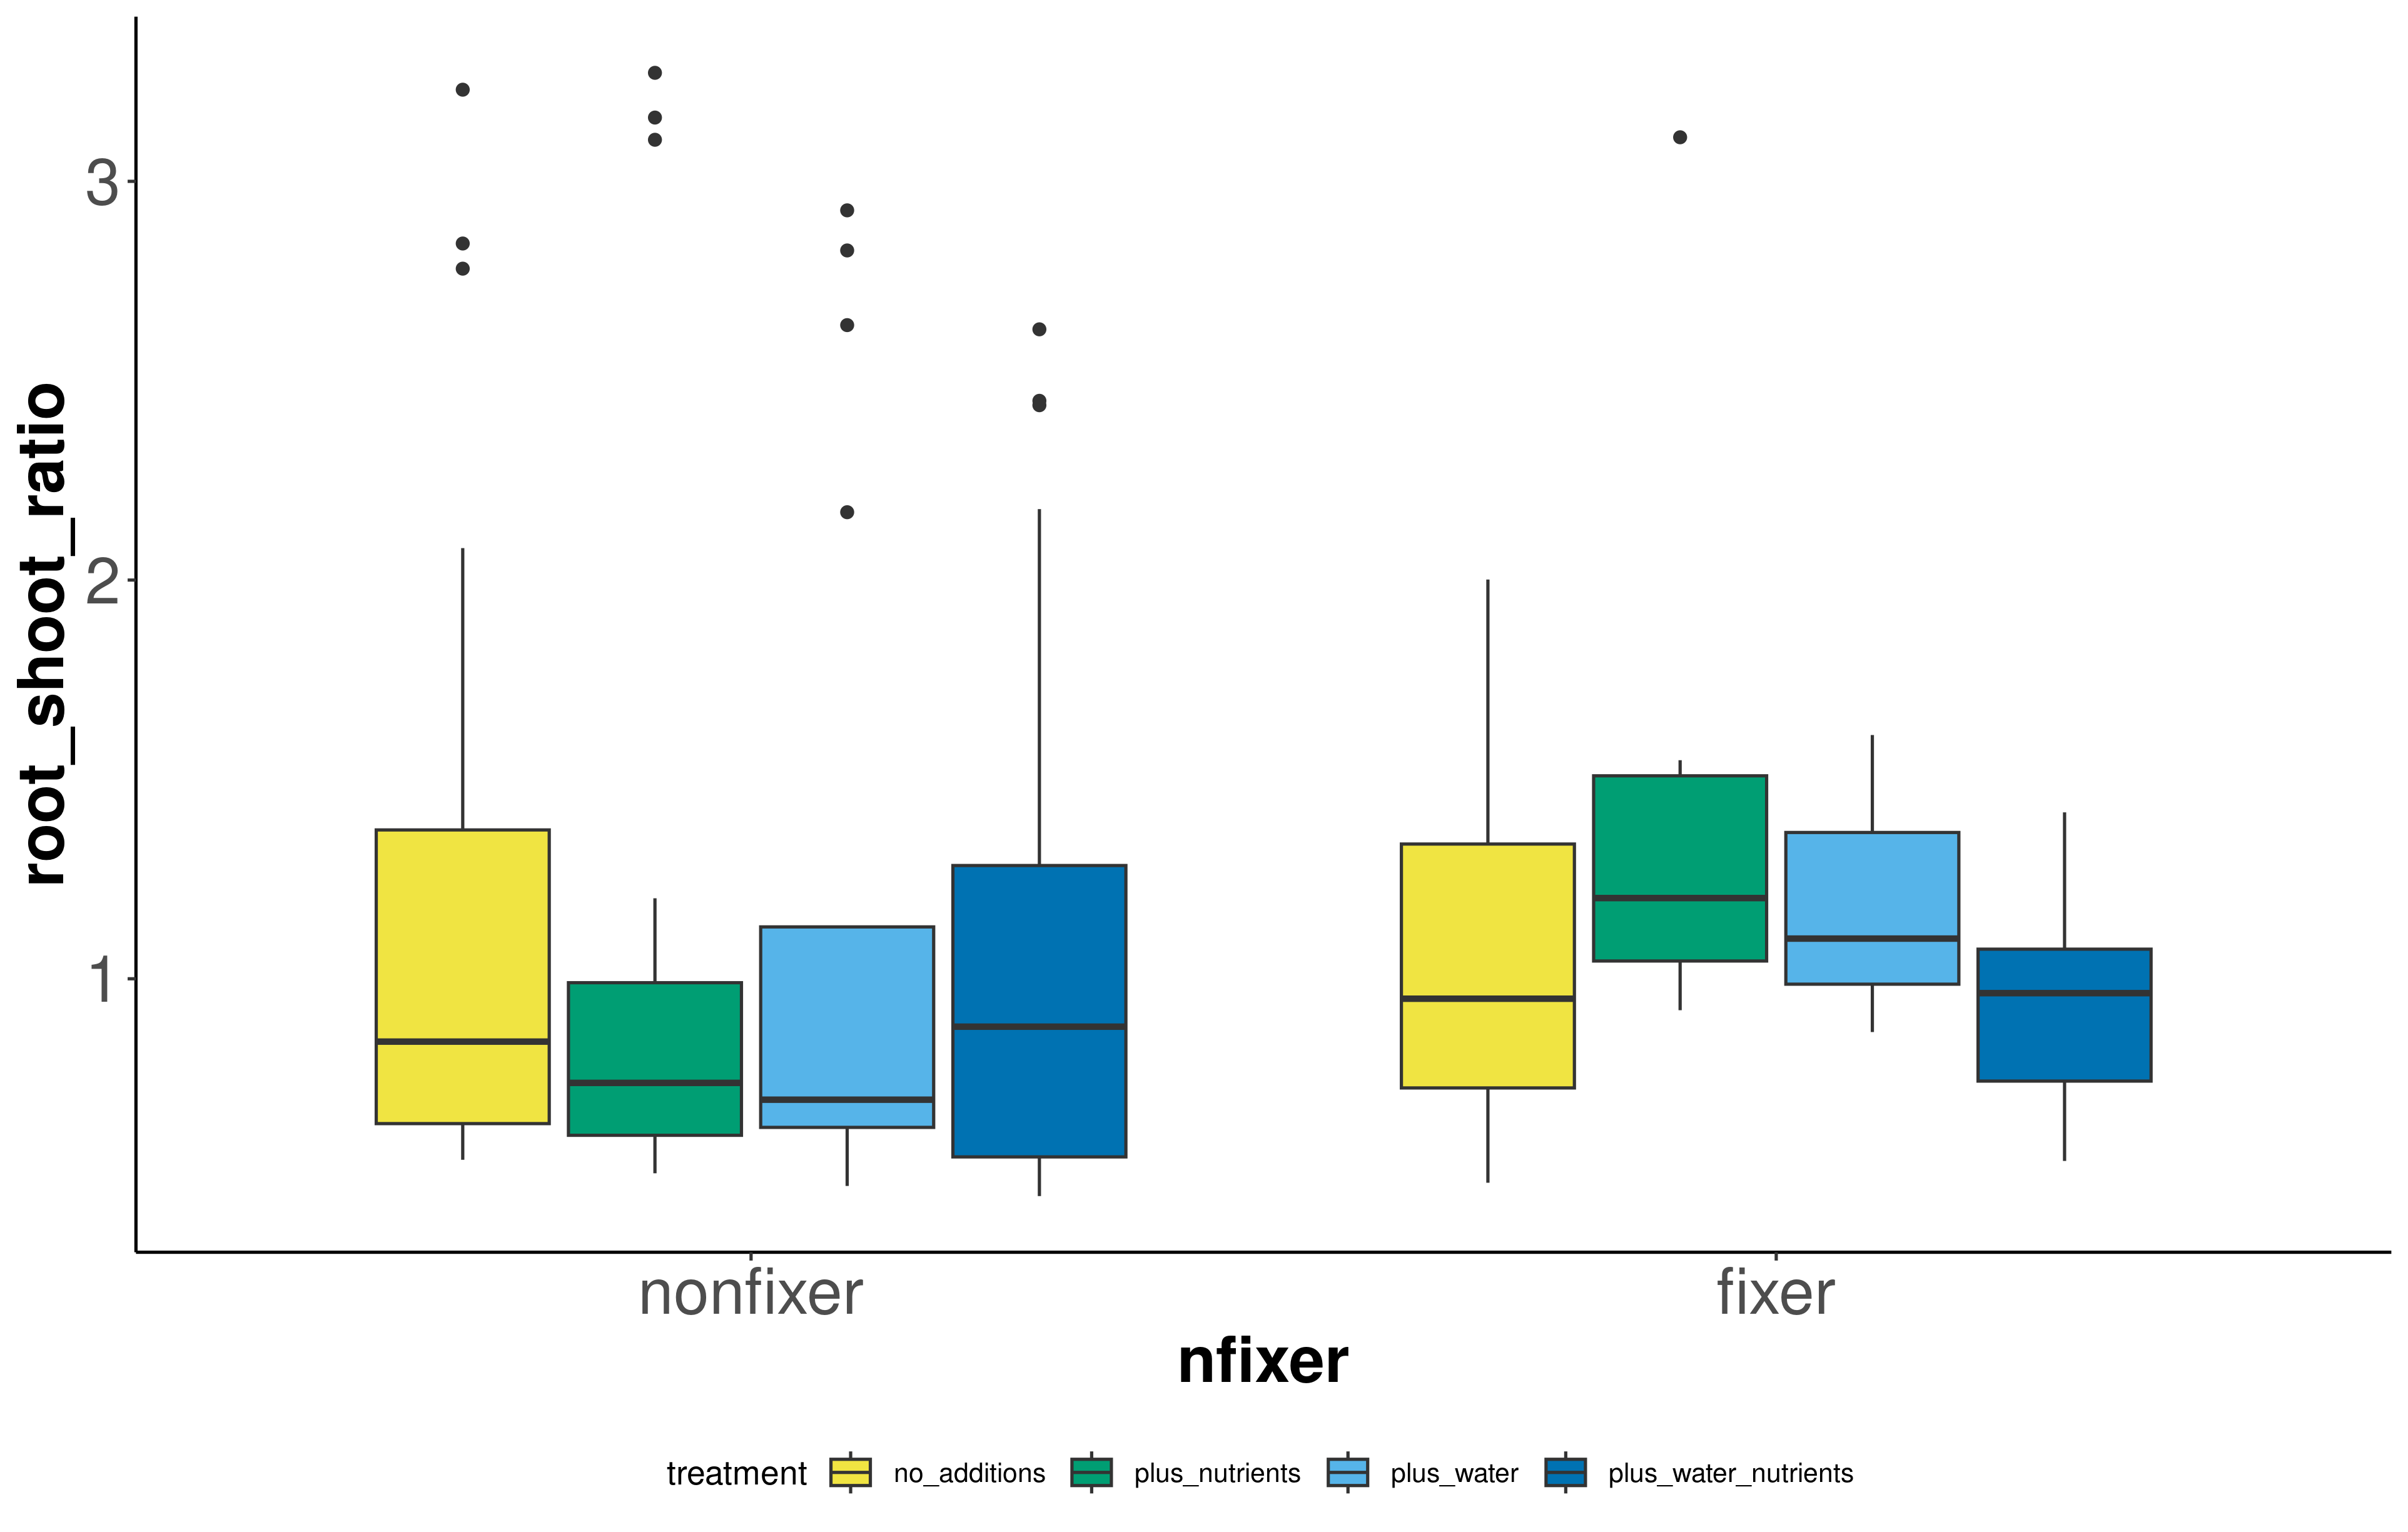 root_shoot_ratio
3
2
1
nonfixer fixer
nfixer
treatment no_additions plus_nutrients plus_water plus_water_nutrients